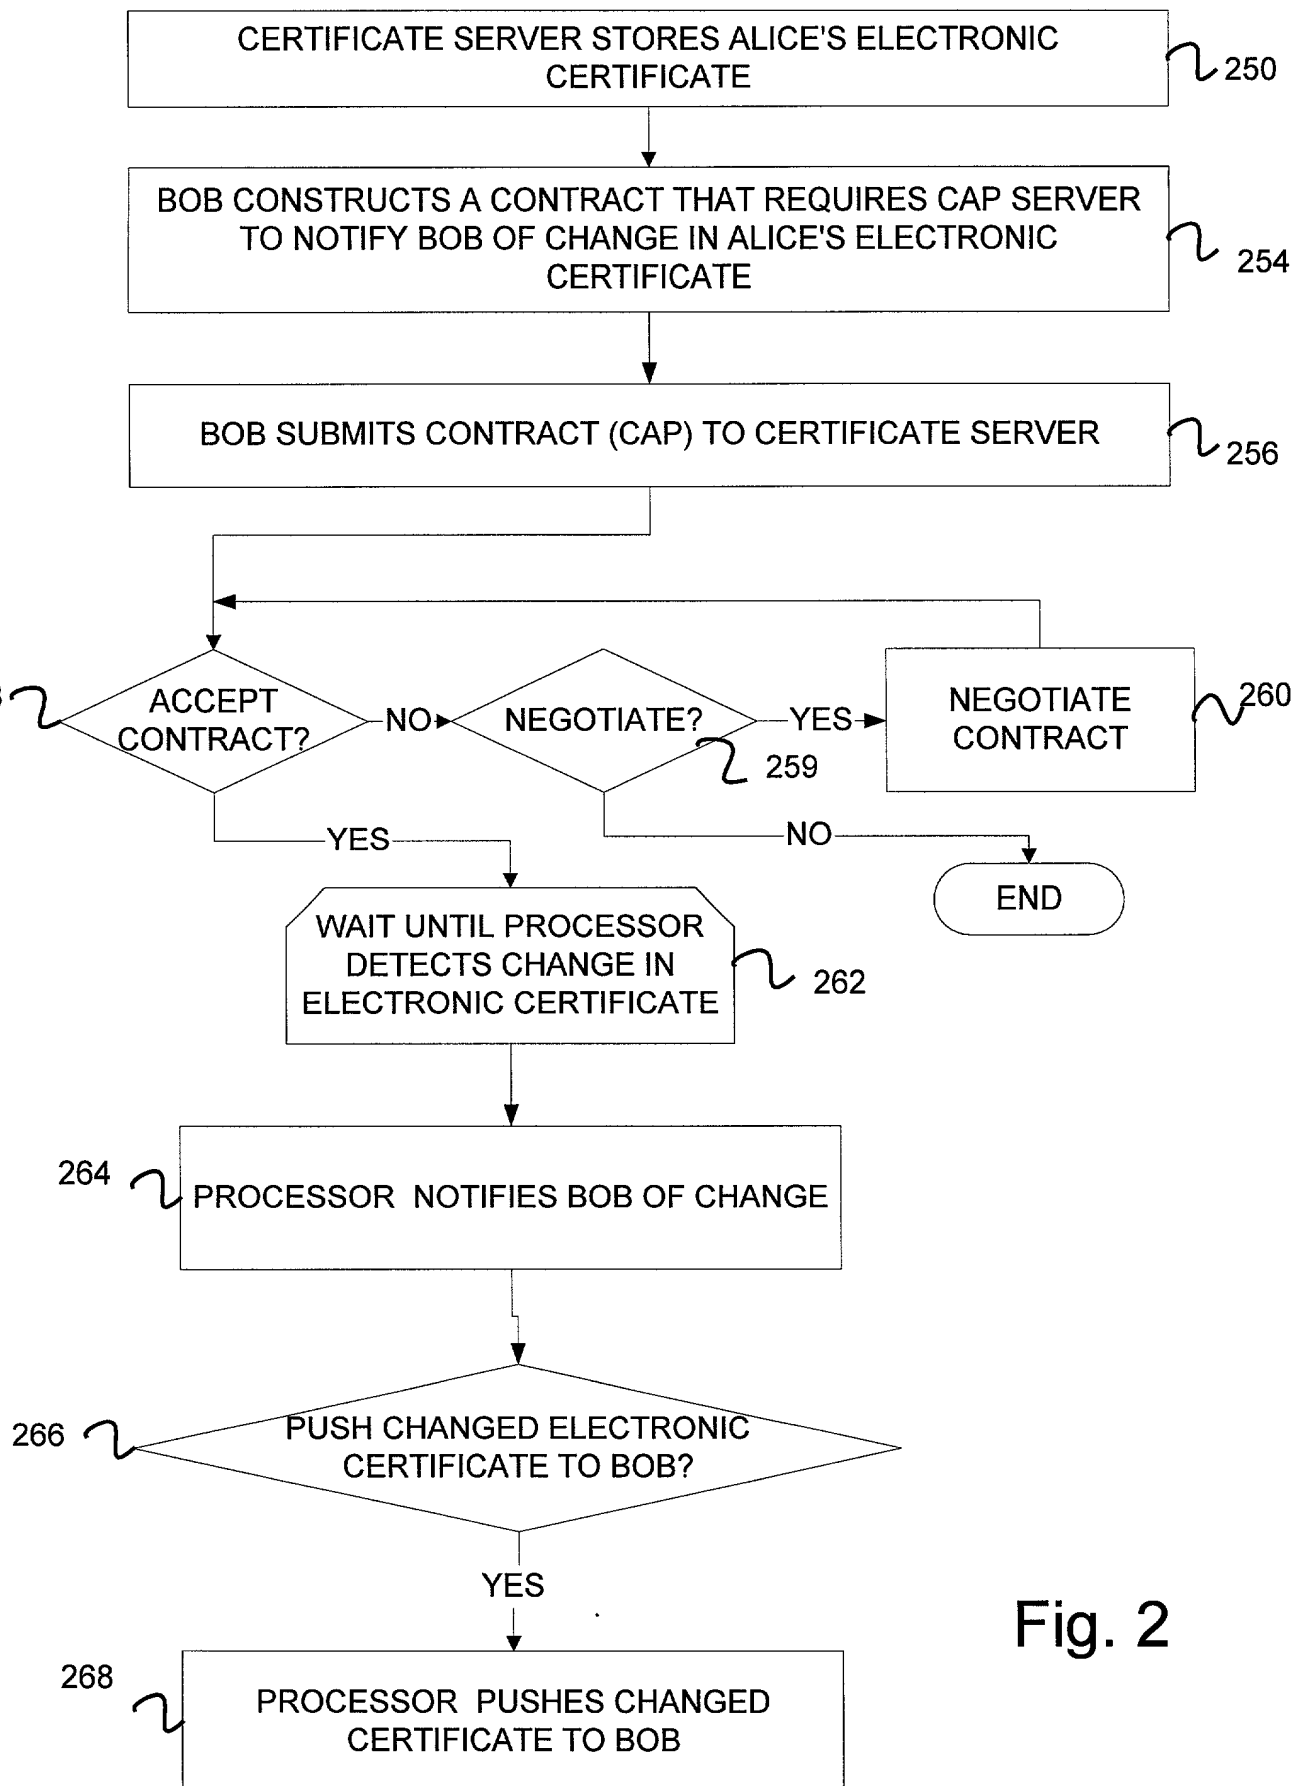 CERTIFICATE SERVER STORES ALICE'S ELECTRONIC
CERTIFICATE
250
BOB CONSTRUCTS A CONTRACT THAT REQUIRES CAP SERVER
TO NOTIFY BOB OF CHANGE IN ALICE'S ELECTRONIC
CERTIFICATE
254
BOB SUBMITS CONTRACT (CAP) TO CERTIFICATE SERVER
256
ACCEPT
CONTRACT?
NO
NEGOTIATE?
259
YES
NEGOTIATE
CONTRACT
260
YES
NO
END
WAIT UNTIL PROCESSOR
DETECTS CHANGE IN
ELECTRONIC CERTIFICATE
262
264
PROCESSOR NOTIFIES BOB OF CHANGE
266
PUSH CHANGED ELECTRONIC
CERTIFICATE TO BOB?
YES
Fig. 2
268
PROCESSOR PUSHES CHANGED
CERTIFICATE TO BOB